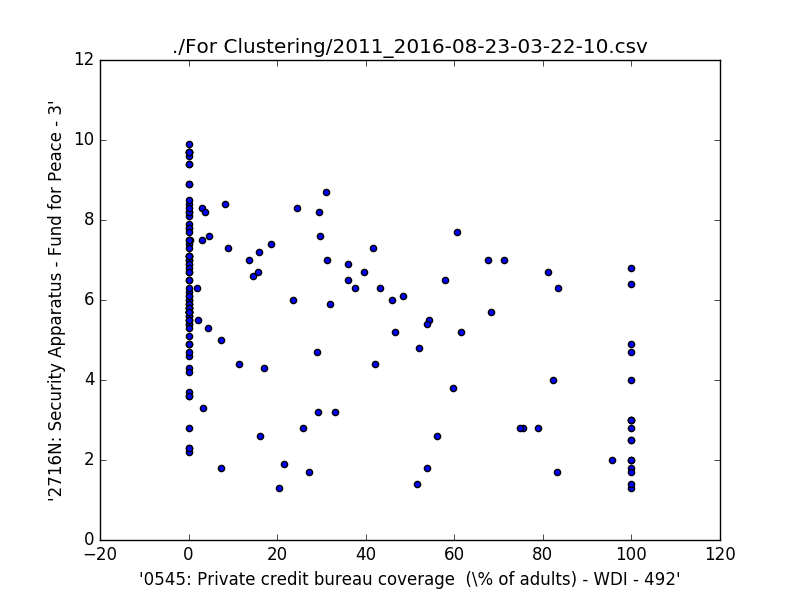 ./For Clustering/2011_2016-08-23-03-22-10.csv
12
10
8
6
4
2
0
'2716N: Security Apparatus - Fund for Peace - 3'
−20 0 20 40 60 80 100 120
'0545: Private credit bureau coverage  (\% of adults) - WDI - 492'